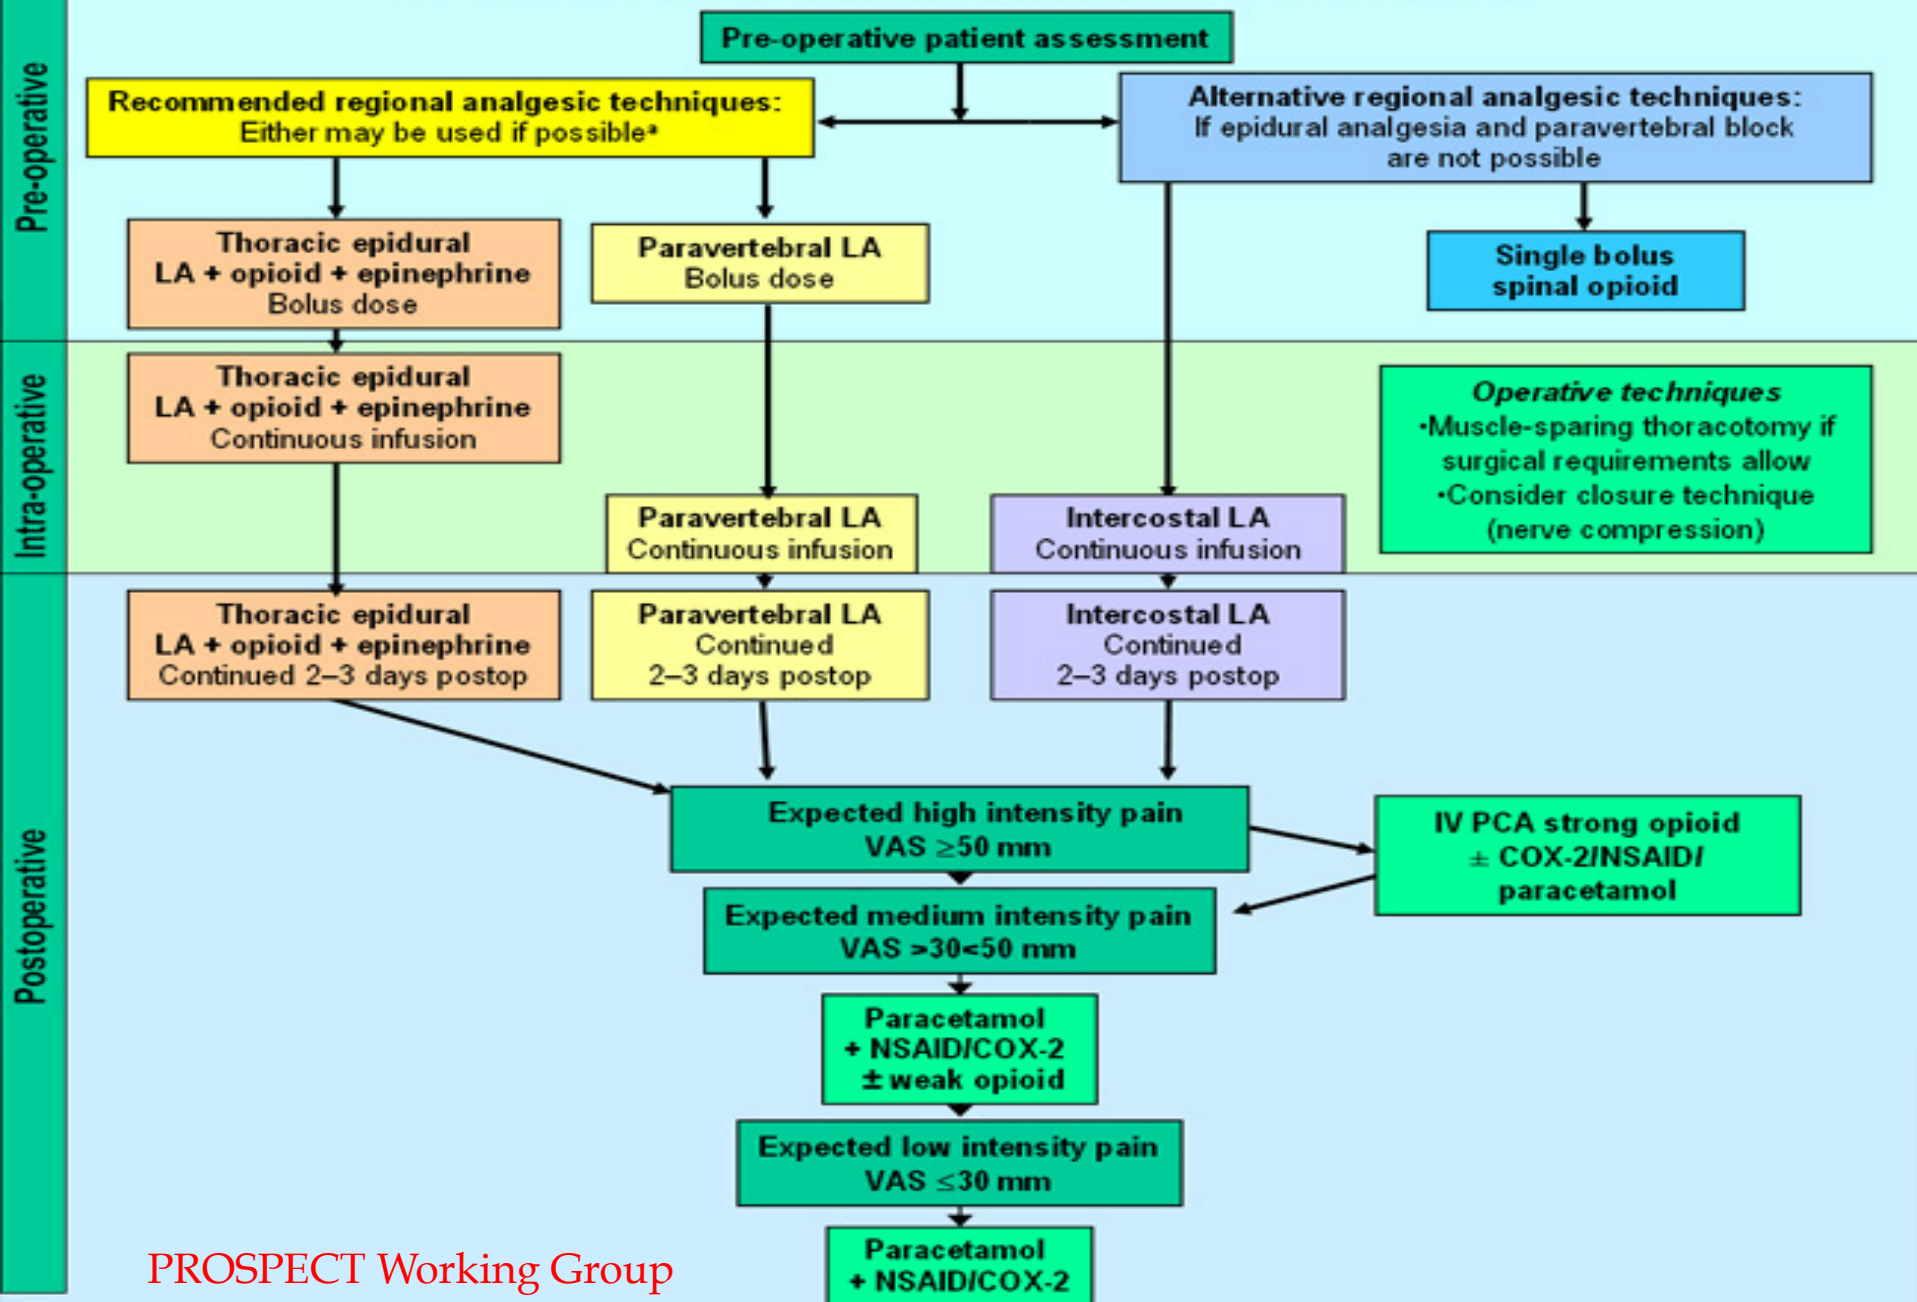 Pre-operative
Pre-operative patient assessment
Recommended regional analgesic techniques:
Either may be used if possibleª
Alternative regional analgesic techniques:
If epidural analgesia and paravertebral block
are not possible
Thoracic epidural
LA + opioid + epinephrine
Bolus dose
Paravertebral LA
Bolus dose
Single bolus
spinal opioid
Intra-operative
Thoracic epidural
LA + opioid + epinephrine
Continuous infusion
Paravertebral LA
Continuous infusion
Intercostal LA
Continuous infusion
Operative techniques
•Muscle-sparing thoracotomy if
surgical requirements allow
•Consider closure technique
(nerve compression)
Postoperative
Thoracic epidural
LA + opioid + epinephrine
Continued 2–3 days postop
Paravertebral LA
Continued
2–3 days postop
Intercostal LA
Continued
2–3 days postop
Expected high intensity pain
VAS ≥50 mm
IV PCA strong opioid
± COX-2/NSAID/
paracetamol
Expected medium intensity pain
VAS >30<50 mm
Paracetamol
+ NSAID/COX-2
± weak opioid
Expected low intensity pain
VAS ≤30 mm
Paracetamol
+ NSAID/COX-2
PROSPECT Working Group